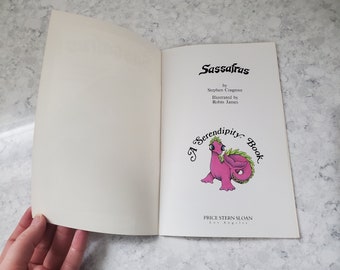 Sassafras
by
Stephen Cosgrove
Illustrated by
Robin James
A Serendipity Book
PRICE STERN SLOAN
Los Angeles